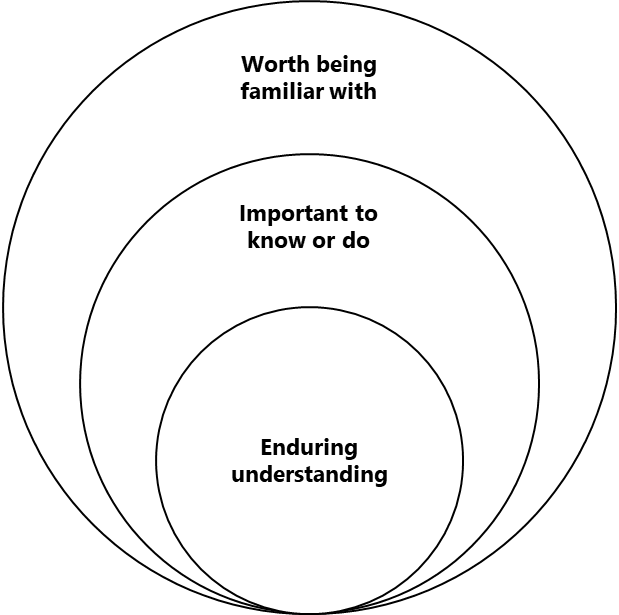 Worth being
familiar with
Important to
know or do
Enduring
understanding